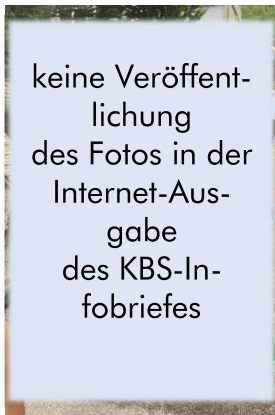 keine Veröffent-
lichung
des Fotos in der
Internet-Aus-
gabe
des KBS-In-
fobriefes